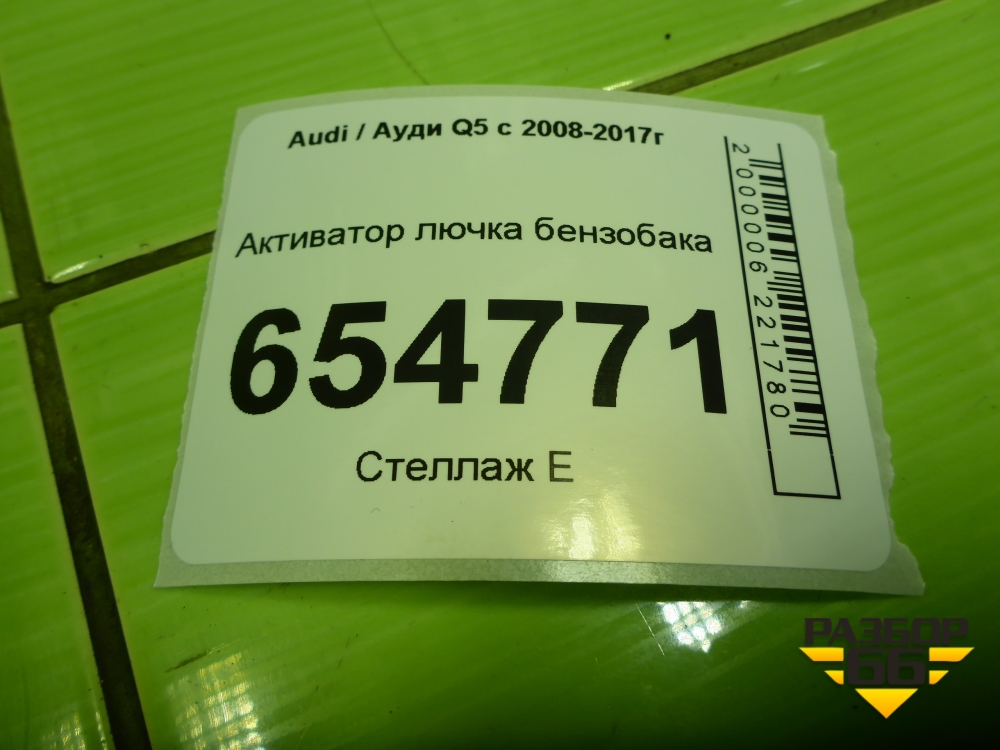 Audi / Ауди Q5 с 2008-2017г
Активатор лючка бензобака
654771
Стеллаж Е
2000006221780
РАЗБОР
66